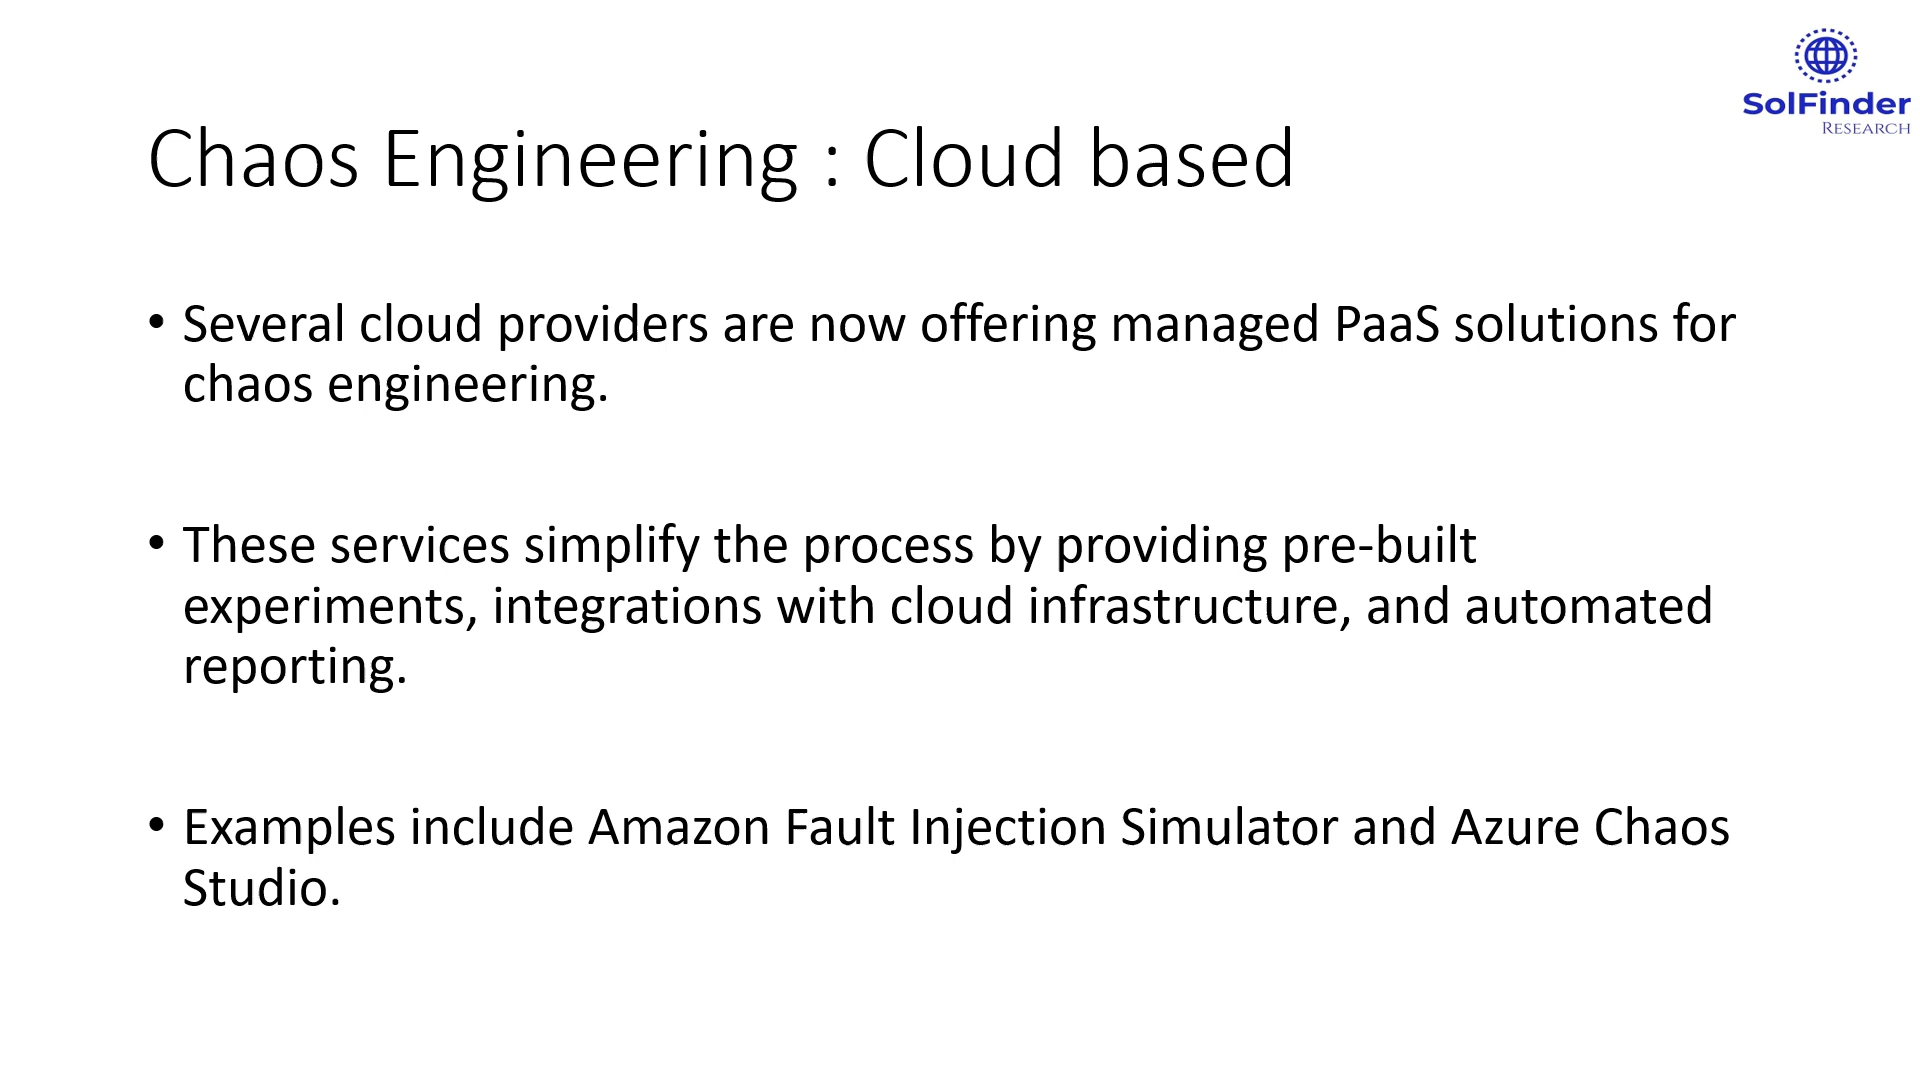 SolFinder
RESEARCH
Chaos Engineering : Cloud based
• Several cloud providers are now offering managed PaaS solutions for
chaos engineering.
• These services simplify the process by providing pre-built
experiments, integrations with cloud infrastructure, and automated
reporting.
• Examples include Amazon Fault Injection Simulator and Azure Chaos
Studio.